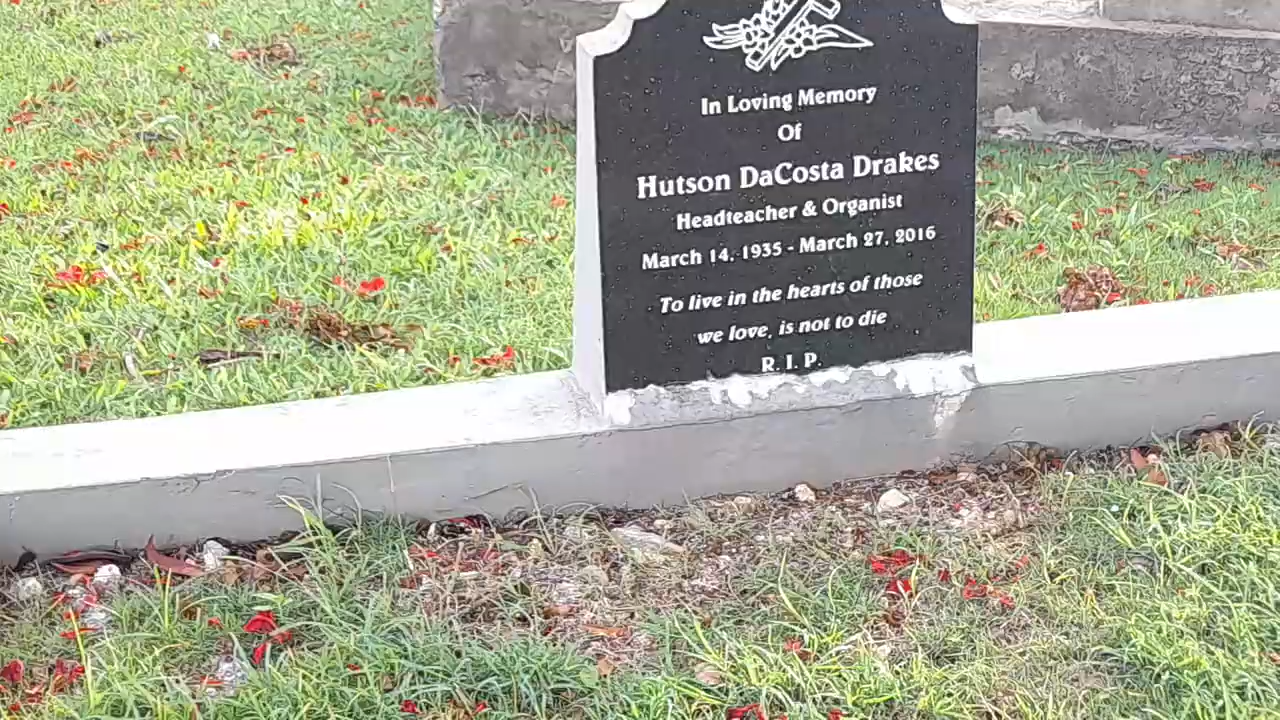 In Loving Memory
Of
Hutson DaCosta Drakes
Headteacher & Organist
March 14, 1935 - March 27, 2016
To live in the hearts of those
we love, is not to die
R. I. P.